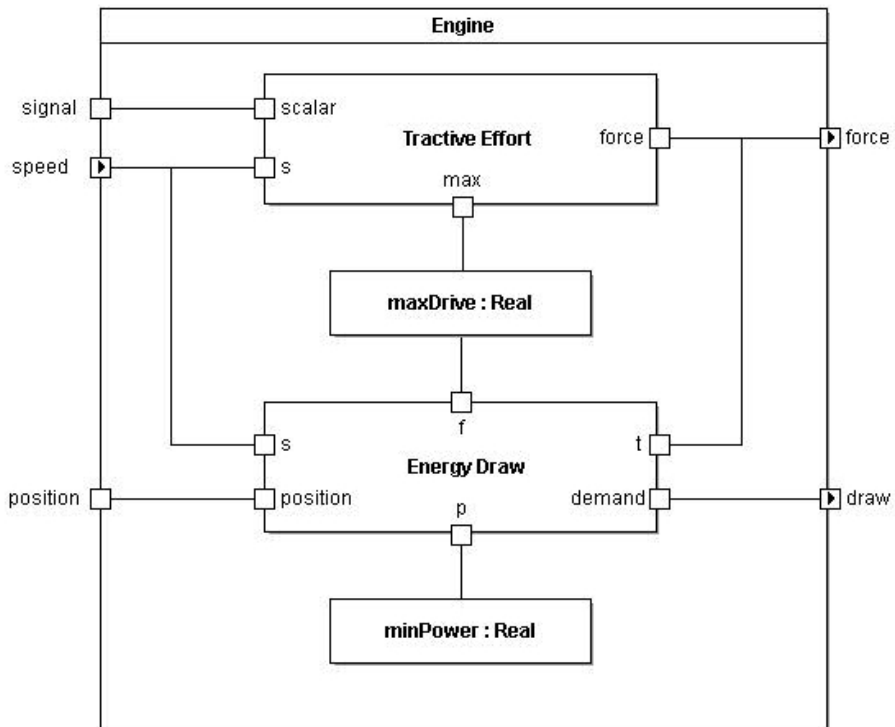 Engine
signal
scalar
Tractive Effort
force
force
speed
s
max
maxDrive : Real
f
s
t
Energy Draw
position
position
demand
draw
p
minPower : Real